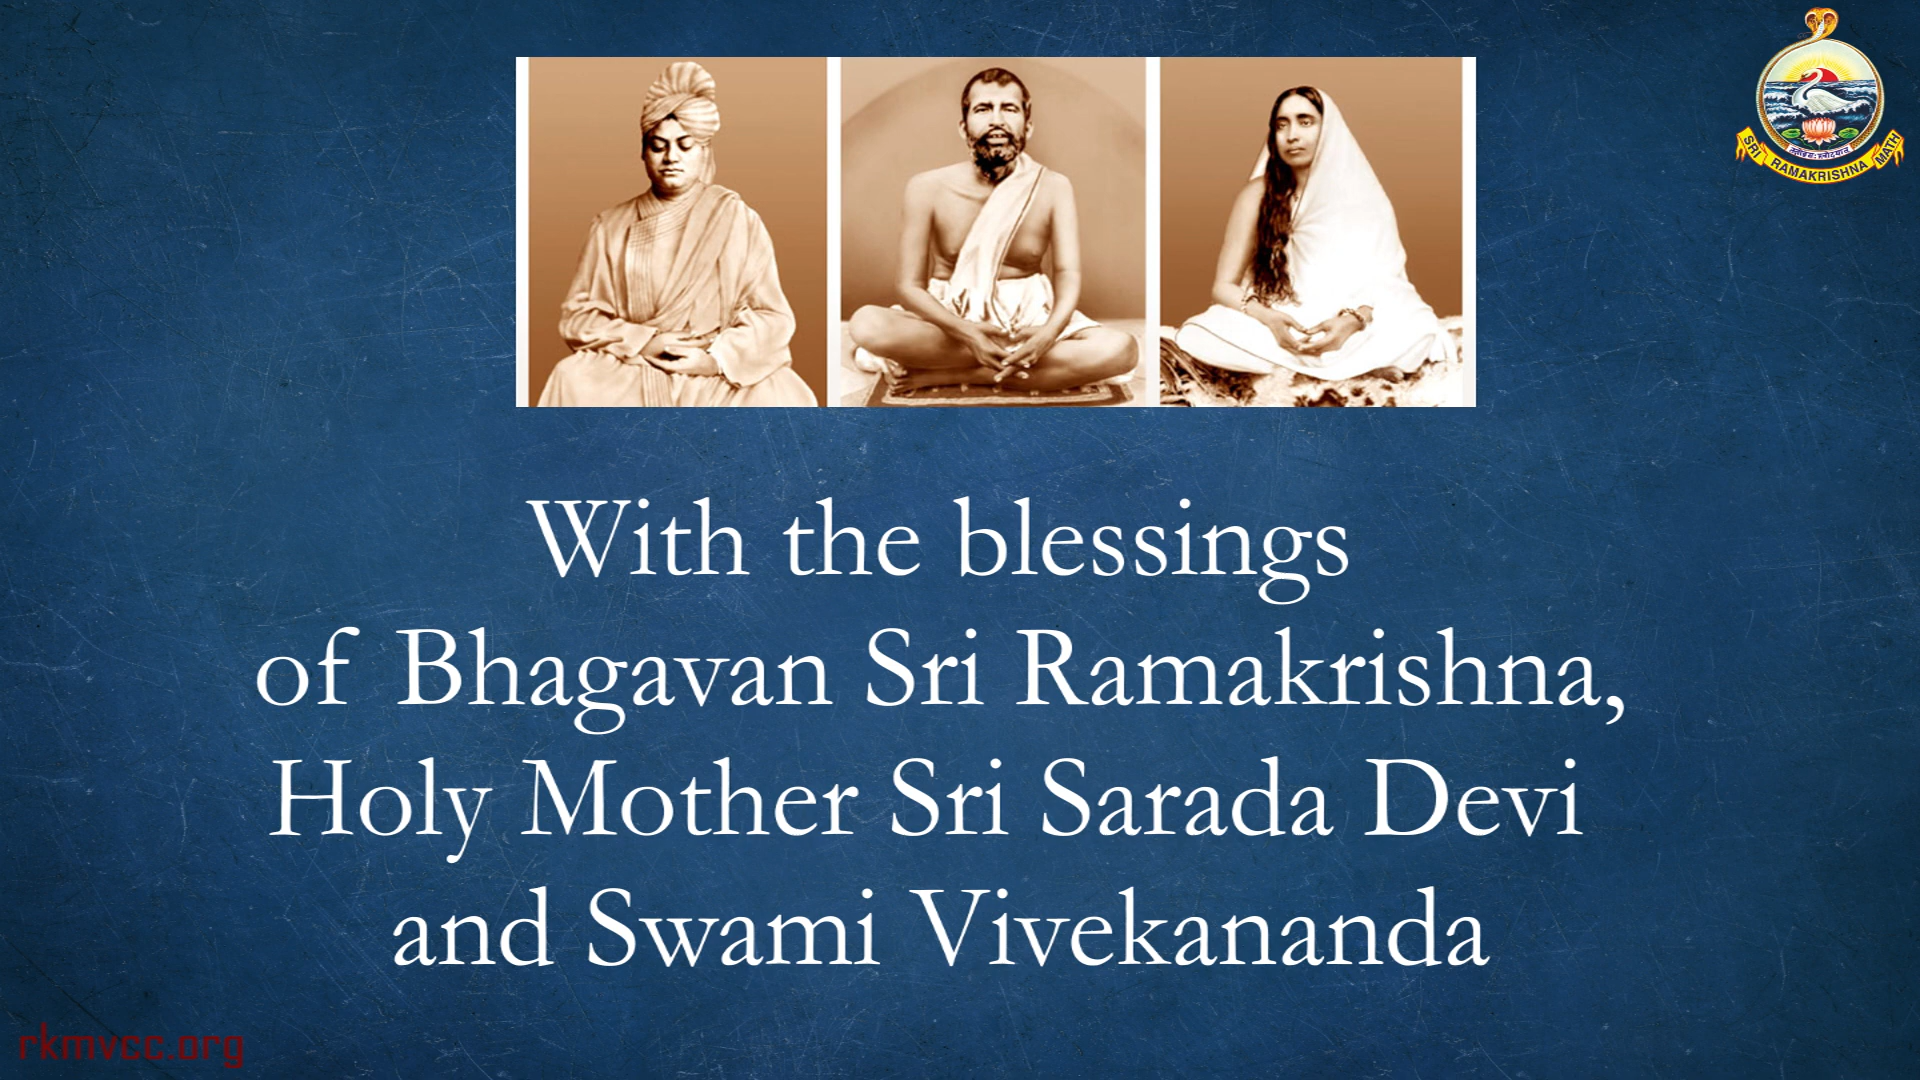 SRI RAMAKRISHNA MATH
With the blessings
of Bhagavan Sri Ramakrishna,
Holy Mother Sri Sarada Devi
and Swami Vivekananda
rkmvcc.org